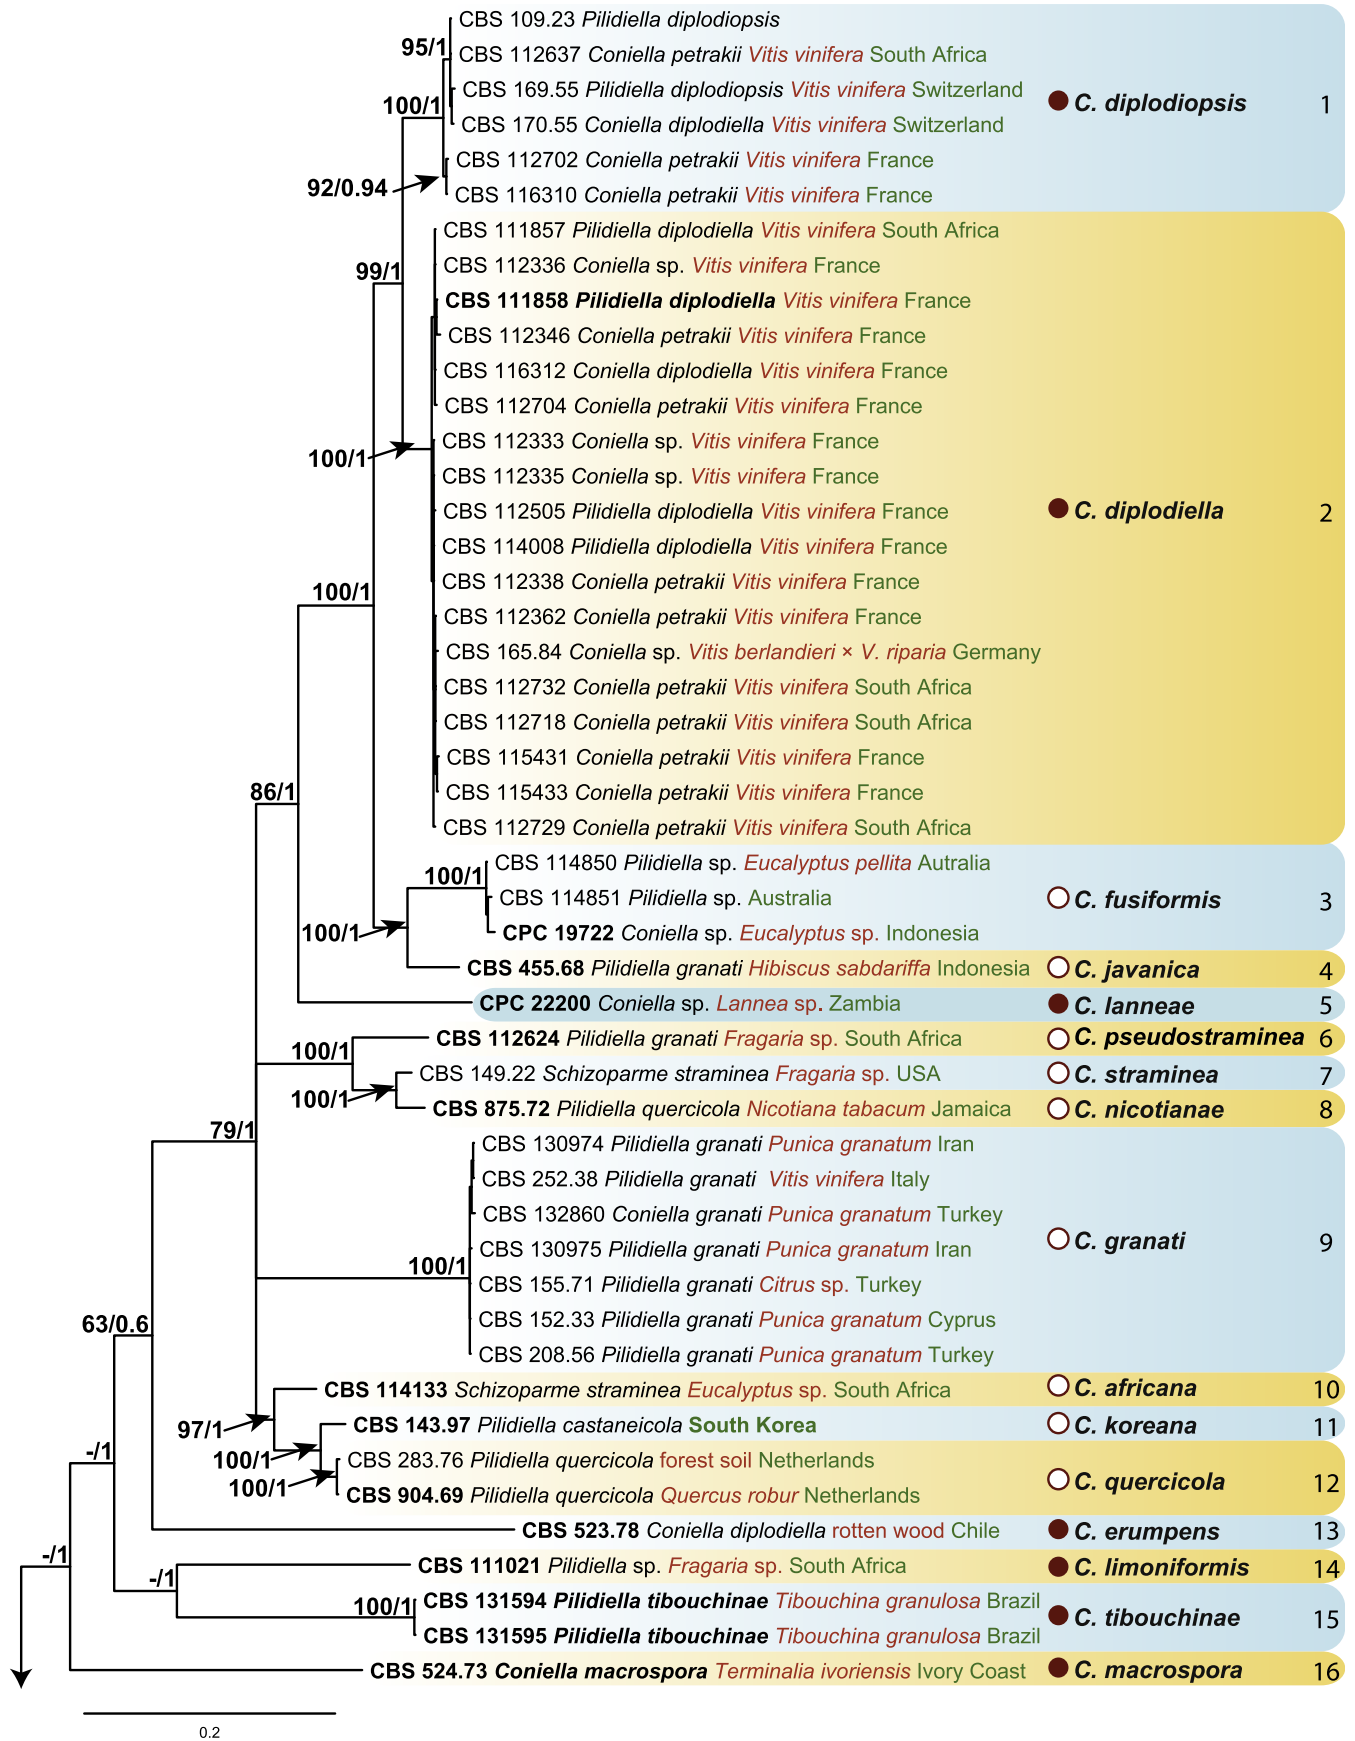 CBS 109.23 Pilidiella diplodiopsis
95/1
CBS 112637 Coniella petrakii Vitis vinifera South Africa
CBS 169.55 Pilidiella diplodiopsis Vitis vinifera Switzerland
C. diplodiopsis 1
100/1
CBS 170.55 Coniella diplodiella Vitis vinifera Switzerland
CBS 112702 Coniella petrakii Vitis vinifera France
92/0.94
CBS 116310 Coniella petrakii Vitis vinifera France
CBS 111857 Pilidiella diplodiella Vitis vinifera South Africa
99/1
CBS 112336 Coniella sp. Vitis vinifera France
CBS 111858 Pilidiella diplodiella Vitis vinifera France
CBS 112346 Coniella petrakii Vitis vinifera France
CBS 116312 Coniella diplodiella Vitis vinifera France
CBS 112704 Coniella petrakii Vitis vinifera France
CBS 112333 Coniella sp. Vitis vinifera France
100/1
CBS 112335 Coniella sp. Vitis vinifera France
CBS 112505 Pilidiella diplodiella Vitis vinifera France
C. diplodiella 2
CBS 114008 Pilidiella diplodiella Vitis vinifera France
CBS 112338 Coniella petrakii Vitis vinifera France
100/1
CBS 112362 Coniella petrakii Vitis vinifera France
CBS 165.84 Coniella sp. Vitis berlandieri × V. riparia Germany
CBS 112732 Coniella petrakii Vitis vinifera South Africa
CBS 112718 Coniella petrakii Vitis vinifera South Africa
CBS 115431 Coniella petrakii Vitis vinifera France
86/1
CBS 115433 Coniella petrakii Vitis vinifera France
CBS 112729 Coniella petrakii Vitis vinifera South Africa
CBS 114850 Pilidiella sp. Eucalyptus pellita Autralia
100/1
CBS 114851 Pilidiella sp. Australia
C. fusiformis 3
100/1
CPC 19722 Coniella sp. Eucalyptus sp. Indonesia
CBS 455.68 Pilidiella granati Hibiscus sabdariffa Indonesia C. javanica 4
CPC 22200 Coniella sp. Lannea sp. Zambia C. lanneae 5
CBS 112624 Pilidiella granati Fragaria sp. South Africa C. pseudostraminea 6
100/1
CBS 149.22 Schizoparme straminea Fragaria sp. USA C. straminea 7
100/1
CBS 875.72 Pilidiella quercicola Nicotiana tabacum Jamaica C. nicotianae 8
79/1
CBS 130974 Pilidiella granati Punica granatum Iran
CBS 252.38 Pilidiella granati Vitis vinifera Italy
CBS 132860 Coniella granati Punica granatum Turkey
C. granati 9
CBS 130975 Pilidiella granati Punica granatum Iran
100/1
CBS 155.71 Pilidiella granati Citrus sp. Turkey
CBS 152.33 Pilidiella granati Punica granatum Cyprus
63/0.6
CBS 208.56 Pilidiella granati Punica granatum Turkey
CBS 114133 Schizoparme straminea Eucalyptus sp. South Africa C. africana 10
97/1
CBS 143.97 Pilidiella castaneicola South Korea C. koreana 11
-/1
100/1
CBS 283.76 Pilidiella quercicola forest soil Netherlands
C. quercicola 12
100/1
CBS 904.69 Pilidiella quercicola Quercus robur Netherlands
CBS 523.78 Coniella diplodiella rotten wood Chile C. erumpens 13
-/1
CBS 111021 Pilidiella sp. Fragaria sp. South Africa C. limoniformis 14
-/1
CBS 131594 Pilidiella tibouchinae Tibouchina granulosa Brazil
100/1
C. tibouchinae 15
CBS 131595 Pilidiella tibouchinae Tibouchina granulosa Brazil
CBS 524.73 Coniella macrospora Terminalia ivoriensis Ivory Coast C. macrospora 16
0.2